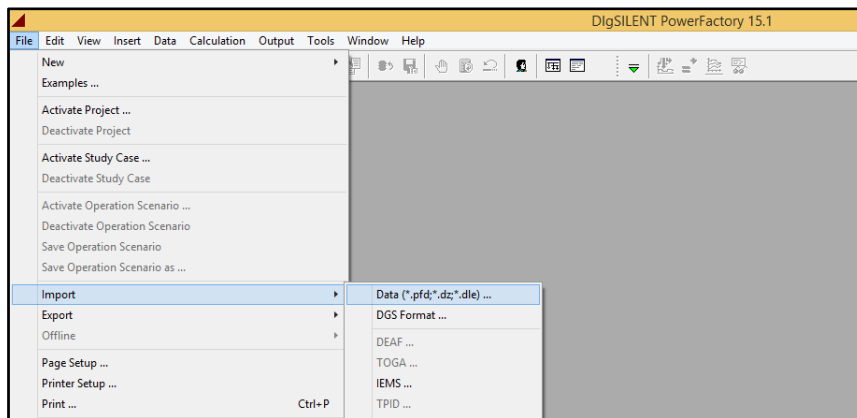 DIgSILENT PowerFactory 15.1
File Edit View Insert Data Calculation Output Tools Window Help
New
Examples ...
Activate Project ...
Deactivate Project
Activate Study Case ...
Deactivate Study Case
Activate Operation Scenario ...
Deactivate Operation Scenario
Save Operation Scenario
Save Operation Scenario as ...
Import
Data (*.pfd;*.dz;*.dle) ...
Export
DGS Format ...
Offline
DEAF ...
Page Setup ...
TOGA ...
Printer Setup ...
IEMS ...
Print ... Ctrl+P
TPID ...